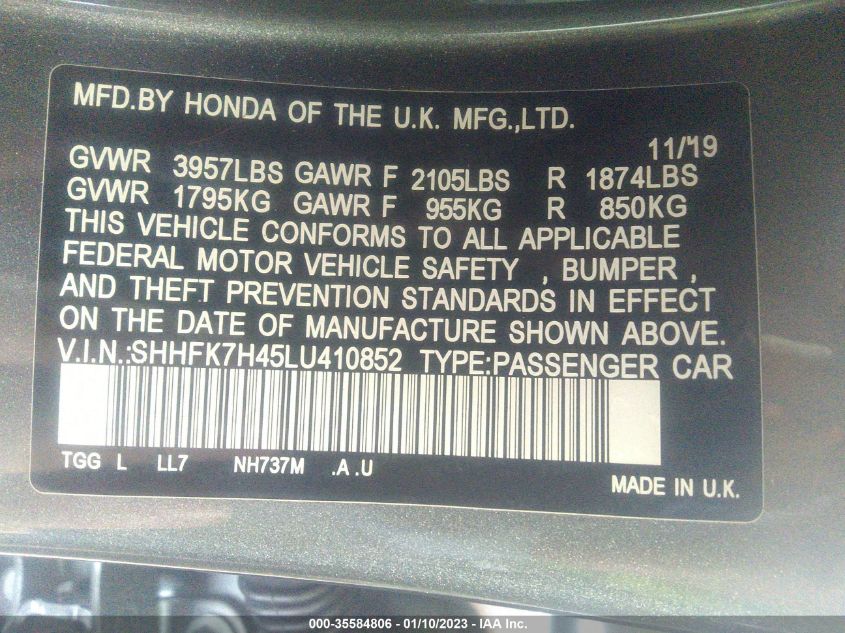 MFD.BY HONDA OF THE U.K. MFG.,LTD.
11/19
GVWR 3957LBS GAWR F 2105LBS R 1874LBS
GVWR 1795KG GAWR F 955KG R 850KG
THIS VEHICLE CONFORMS TO ALL APPLICABLE
FEDERAL MOTOR VEHICLE SAFETY , BUMPER ,
AND THEFT PREVENTION STANDARDS IN EFFECT
ON THE DATE OF MANUFACTURE SHOWN ABOVE.
V.I.N.:SHHFK7H45LU410852 TYPE:PASSENGER CAR
TGG L LL7 NH737M .A .U
MADE IN U.K.
000-35584806 - 01/10/2023 - IAA Inc.